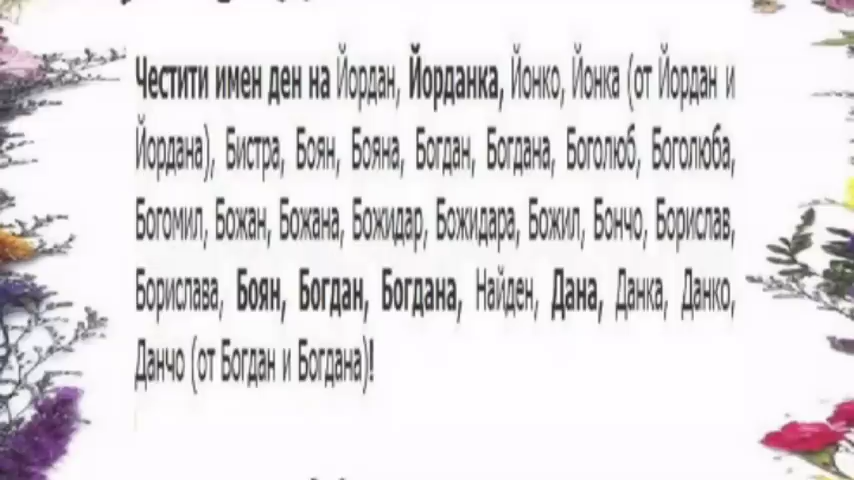 Честити имен ден на Йордан, Йорданка, Йонко, Йонка (от Йордан и
Йордана), Бистра, Боян, Бояна, Богдан, Богдана, Боголюб, Боголюба,
Богомил, Божан, Божана, Божидар, Божидара, Божил, Бончо, Борислав,
Борислава, Боян, Богдан, Богдана, Найден, Дана, Данка, Данко,
Данчо (от Богдан и Богдана)!